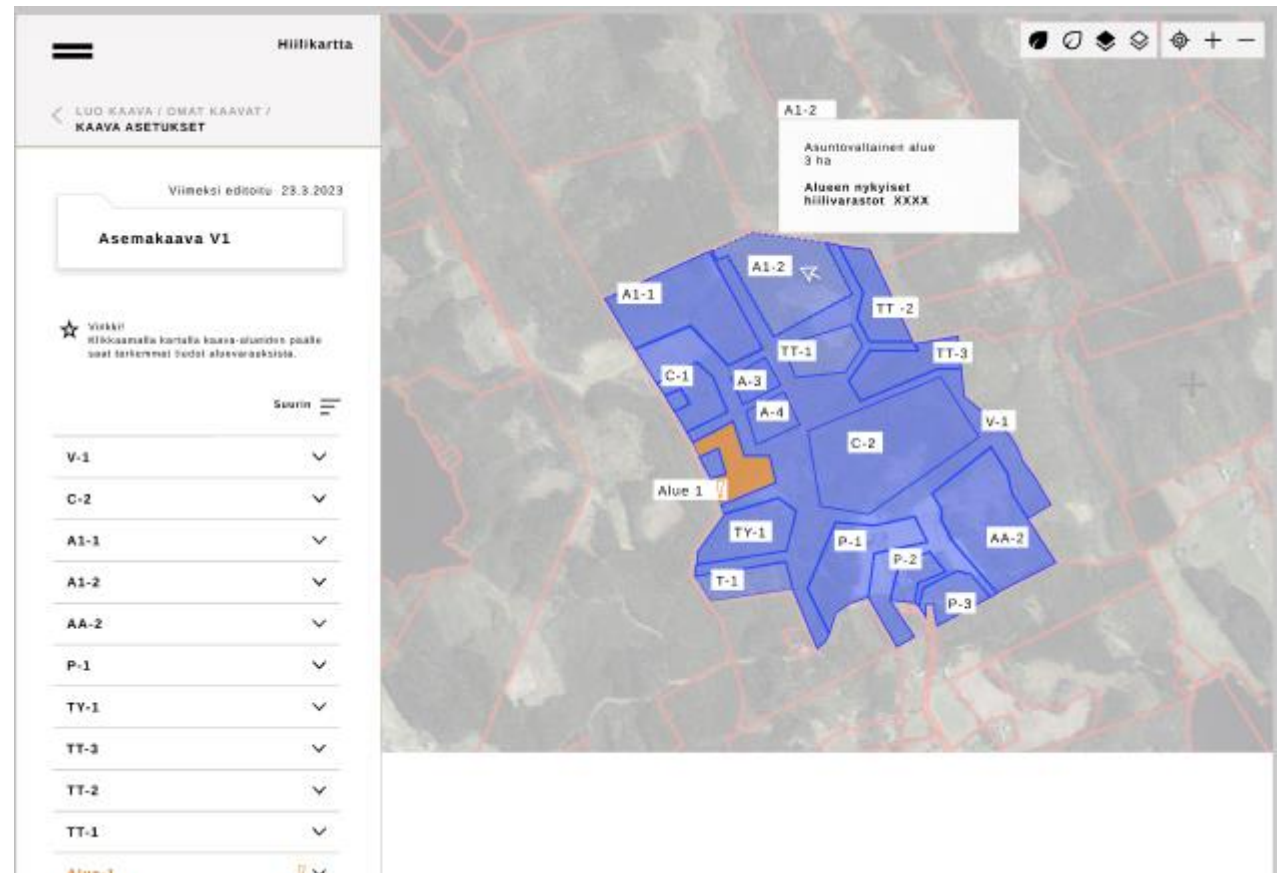 Hiilikartta
LUO KAAVA / OMAT KAAVAT /
KAAVA ASETUKSET
Viimeksi editoitu 23.3.2023
Asemakaava V1
Vinkki!
Klikkaamalla kartalla kaava-alueiden päälle
saat tarkemmat tiedot aluevarauksista.
Suurin
V-1
C-2
A1-1
A1-2
AA-2
P-1
TY-1
TT-3
TT-2
TT-1
Alue-1
A1-2
Asuntovaltainen alue
3 ha
Alueen nykyiset
hiilivarastot XXXX
A1-2
A1-1
TT -2
TT-1
TT-3
C-1
A-3
A-4
V-1
C-2
Alue 1
TY-1
P-1
AA-2
P-2
T-1
P-3